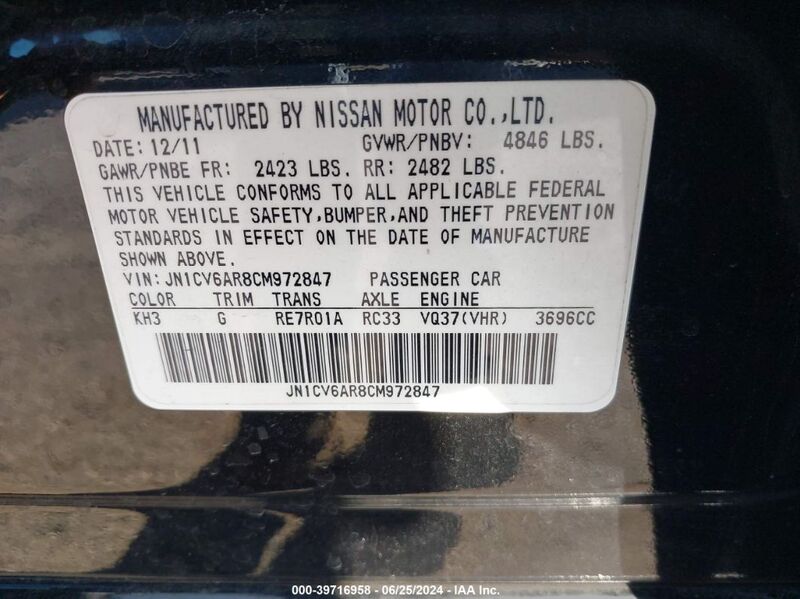 MANUFACTURED BY NISSAN MOTOR CO.,LTD.
DATE: 12/11 GVWR/PNBV: 4846 LBS.
GAWR/PNBE FR: 2423 LBS. RR: 2482 LBS.
THIS VEHICLE CONFORMS TO ALL APPLICABLE FEDERAL
MOTOR VEHICLE SAFETY,BUMPER,AND THEFT PREVENTION
STANDARDS IN EFFECT ON THE DATE OF MANUFACTURE
SHOWN ABOVE.
VIN: JN1CV6AR8CM972847 PASSENGER CAR
COLOR TRIM TRANS AXLE ENGINE
KH3 G RE7R01A RC33 VQ37(VHR) 3696CC
JN1CV6AR8CM972847
000-39716958 - 06/25/2024 - IAA Inc.